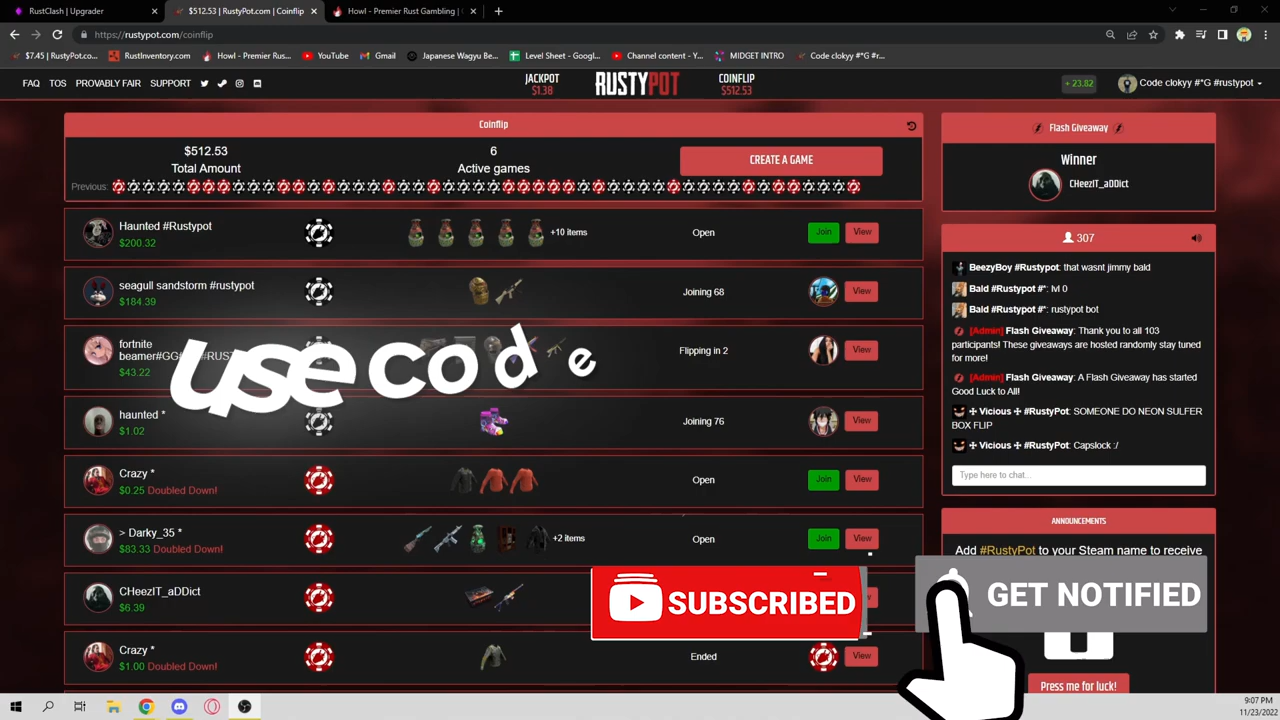 RustClash | Upgrader
$512.53 | RustyPot.com | Coinflip
Howl - Premier Rust Gambling |
https://rustypot.com/coinflip
$7.45 | RustyPot.co...
RustInventory.com
Howl - Premier Rus...
YouTube
Gmail
Japanese Wagyu Be...
Level Sheet - Googl...
Channel content - Y...
MIDGET INTRO
Code clokyy #*G #r...
FAQ
TOS
PROVABLY FAIR
SUPPORT
JACKPOT
$1.38
RUSTYPOT
COINFLIP
$512.53
+ 23.82
Code clokyy #*G #rustypot
Coinflip
$512.53
Total Amount
6
Active games
CREATE A GAME
Previous:
Haunted #Rustypot
$200.32
+10 items
Open
Join
View
seagull sandstorm #rustypot
$184.39
Joining 68
View
fortnite
beamer#GG
$43.22
Flipping in 2
View
use code
haunted *
$1.02
Joining 76
View
Crazy *
$0.25 Doubled Down!
Open
Join
View
> Darky_35 *
$83.33 Doubled Down!
+2 items
Open
Join
View
CHeezIT_aDDict
$6.39
Crazy *
$1.00 Doubled Down!
Ended
View
Flash Giveaway
Winner
CHeezIT_aDDict
307
BeezyBoy #Rustypot: that wasnt jimmy bald
Bald #Rustypot #*: lvl 0
Bald #Rustypot #*: rustypot bot
[Admin] Flash Giveaway: Thank you to all 103
participants! These giveaways are hosted randomly stay tuned
for more!
[Admin] Flash Giveaway: A Flash Giveaway has started
Good Luck to All!
✢ Vicious ✢ #RustyPot: SOMEONE DO NEON SULFER
BOX FLIP
✢ Vicious ✢ #RustyPot: Capslock :/
Type here to chat...
ANNOUNCEMENTS
Add #RustyPot to your Steam name to receive
SUBSCRIBED
GET NOTIFIED
Press me for luck!
9:07 PM
11/23/2022